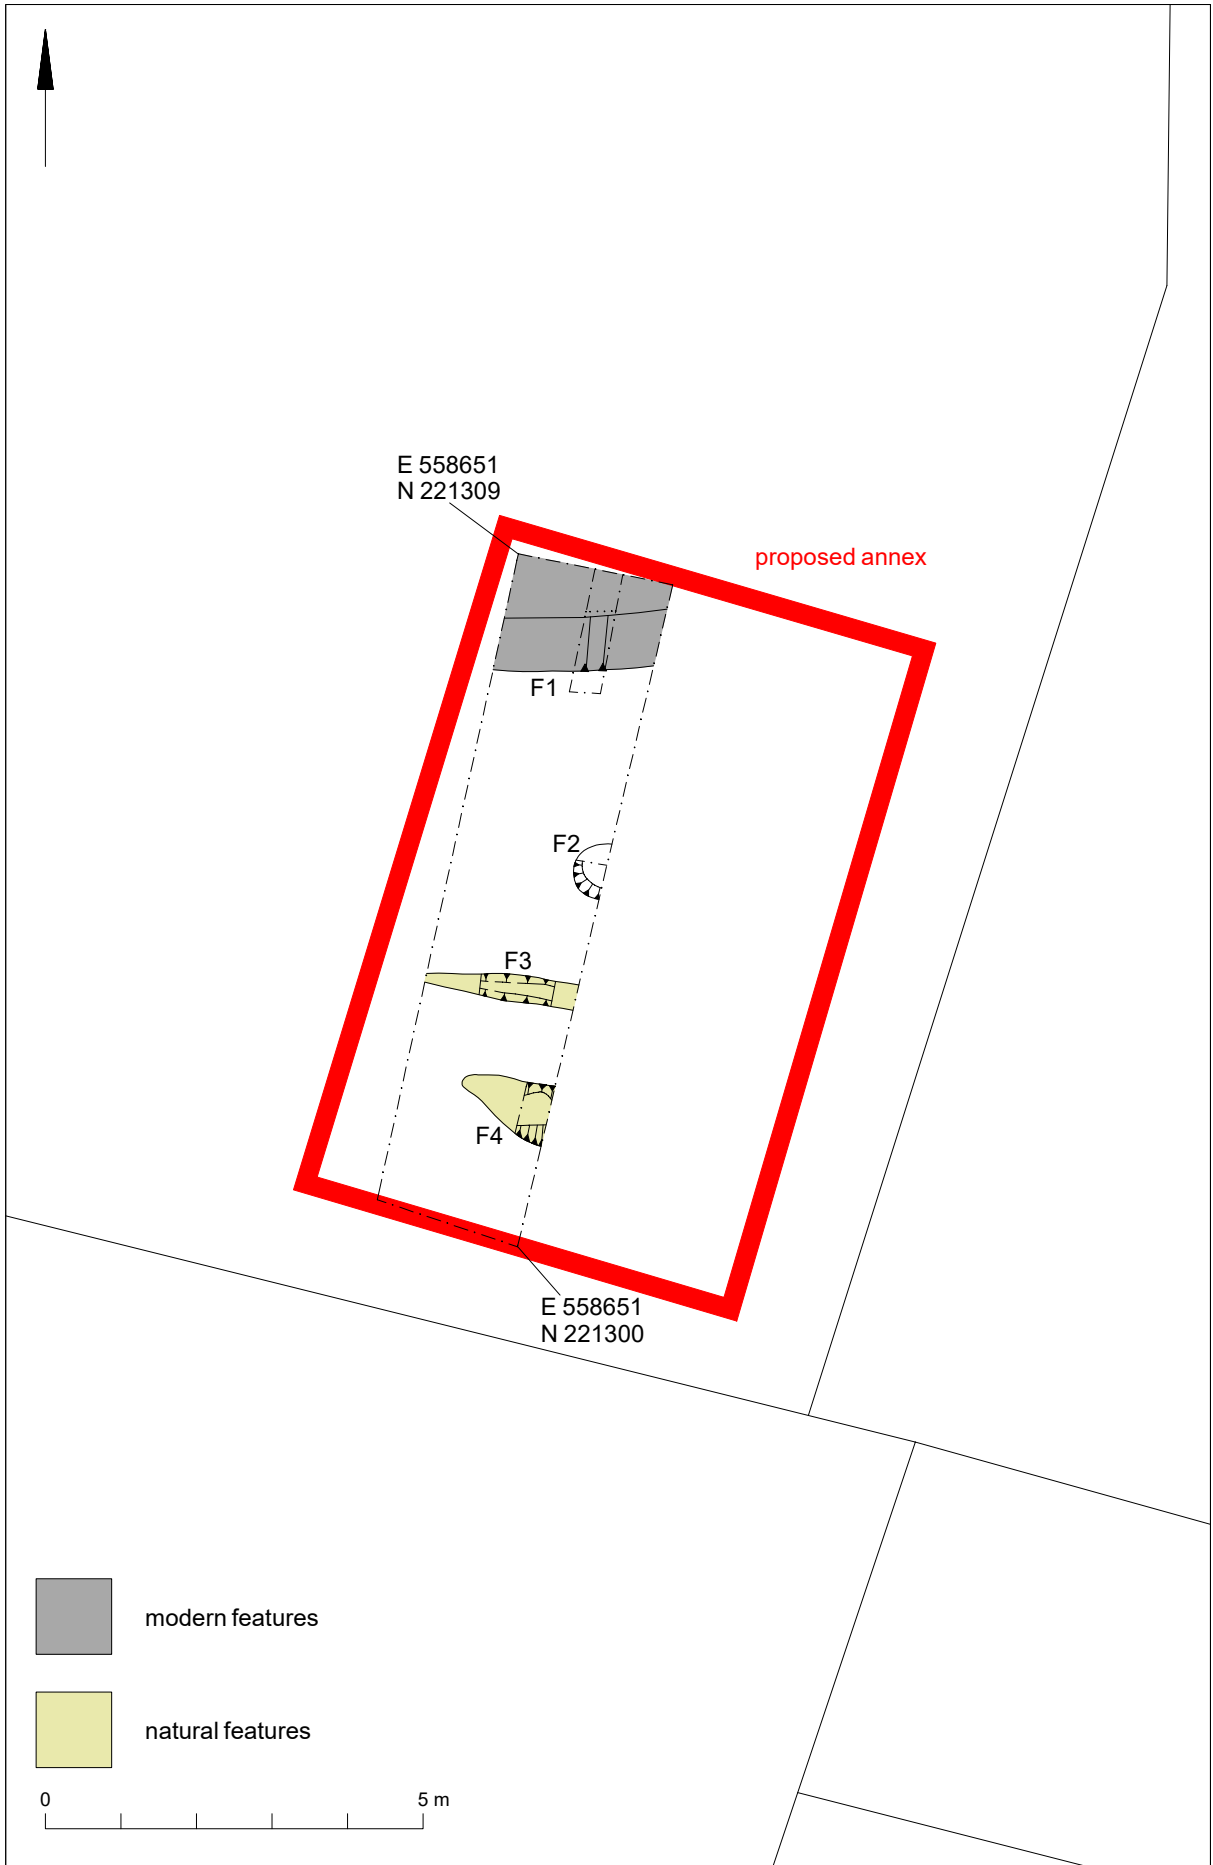 E 558651
N 221309
proposed annex
F1
F2
F3
F4
E 558651
N 221300
modern features
natural features
0 5 m